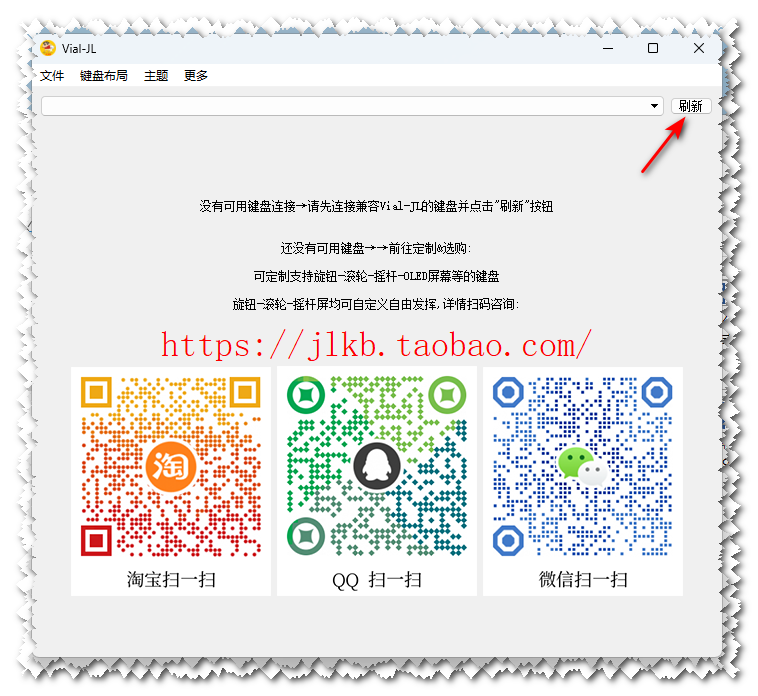 Vial-JL
文件 键盘布局 主题 更多
刷新
没有可用键盘连接→请先连接兼容Vial-JL的键盘并点击"刷新"按钮
还没有可用键盘→→前往定制&选购:
可定制支持旋钮-滚轮-摇杆-OLED屏幕等的键盘
旋钮-滚轮-摇杆屏均可自定义自由发挥,详情扫码咨询:
https://jlkb.taobao.com/
淘
淘宝扫一扫 QQ 扫一扫 微信扫一扫